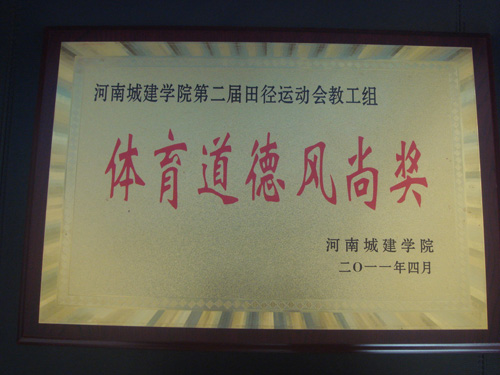 河南城建学院第二届田径运动会教工组
体育道德风尚奖
河南城建学院
二〇一一年四月